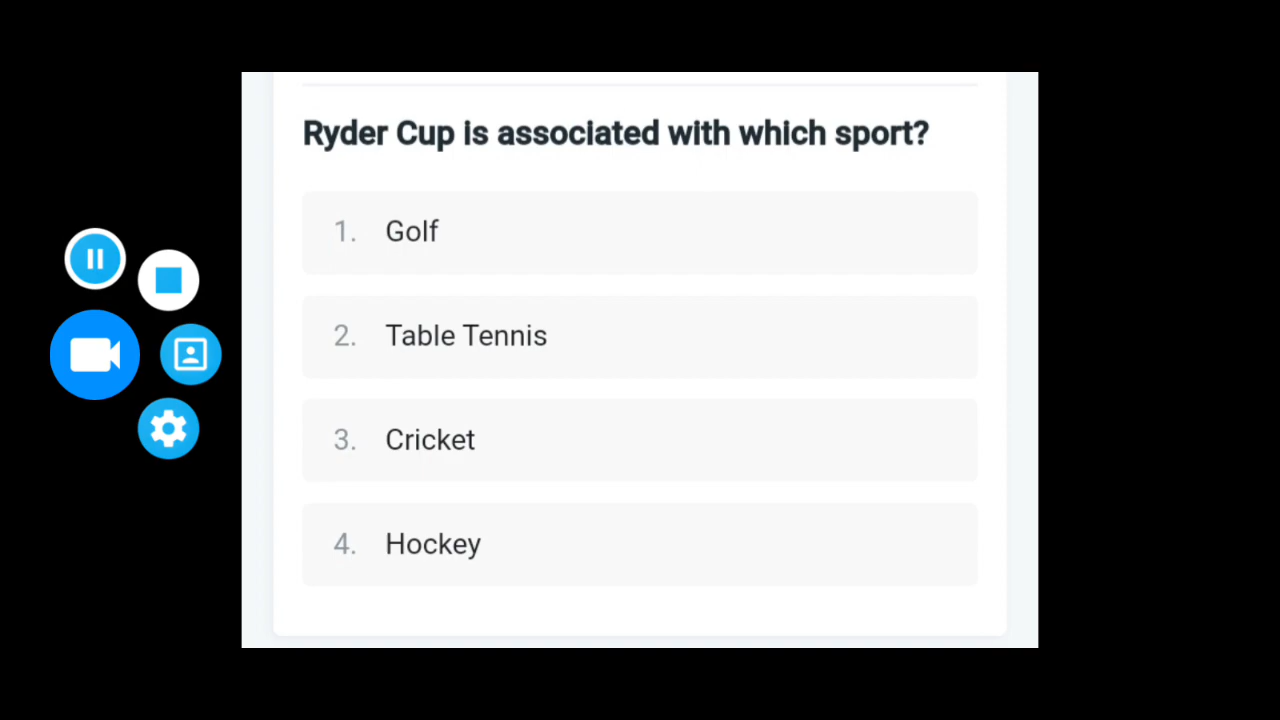 Ryder Cup is associated with which sport?
1. Golf
2. Table Tennis
3. Cricket
4. Hockey